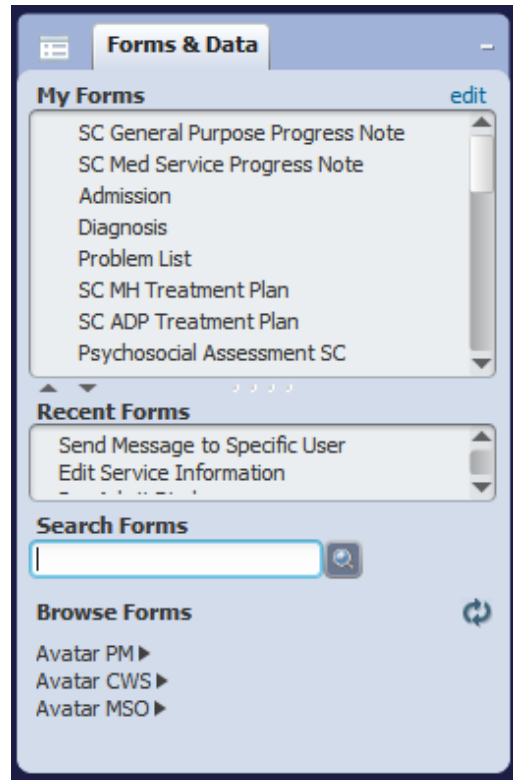 Forms & Data
My Forms edit
SC General Purpose Progress Note
SC Med Service Progress Note
Admission
Diagnosis
Problem List
SC MH Treatment Plan
SC ADP Treatment Plan
Psychosocial Assessment SC
Recent Forms
Send Message to Specific User
Edit Service Information
Search Forms
Browse Forms
Avatar PM
Avatar CWS
Avatar MSO